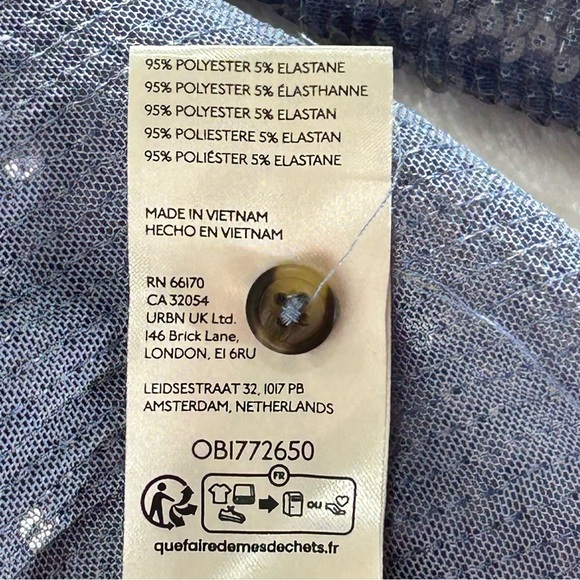 95% POLYESTER 5% ELASTANE
95% POLYESTER 5% ÉLASTHANNE
95% POLYESTER 5% ELASTAN
95% POLIESTERE 5% ELASTAN
95% POLIÉSTER 5% ELASTANE
MADE IN VIETNAM
HECHO EN VIETNAM
RN 66170
CA 32054
URBN UK Ltd.
146 Brick Lane,
LONDON, E1 6RU
LEIDSESTRAAT 32, 1017 PB
AMSTERDAM, NETHERLANDS
OB1772650
FR
OU
quefairedemesdechets.fr